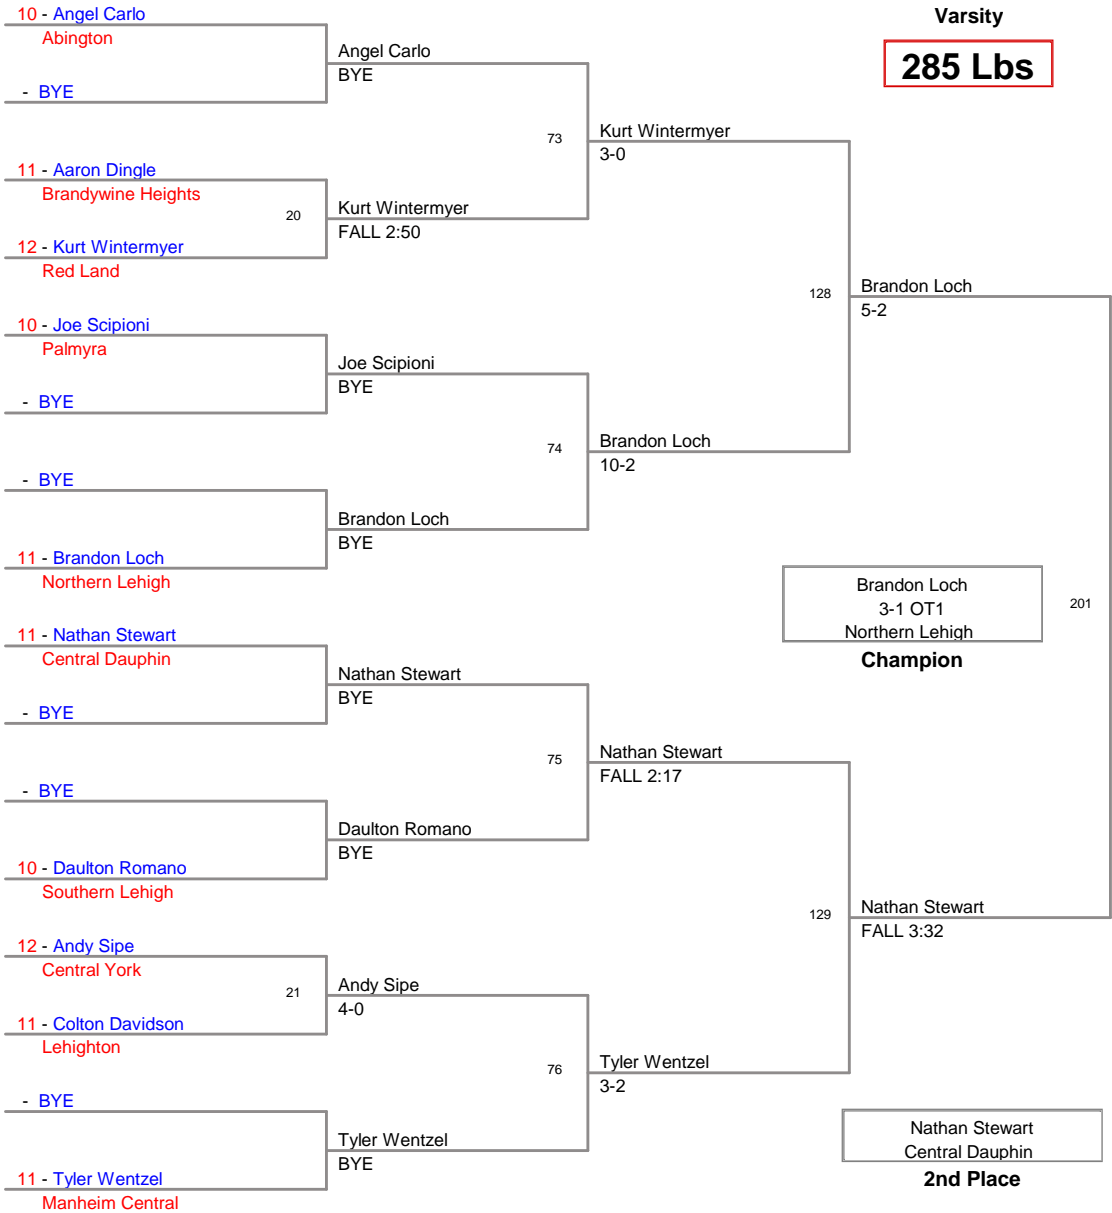 Varsity
285 Lbs
10 - Angel Carlo
Abington
- BYE
11 - Aaron Dingle
Brandywine Heights
12 - Kurt Wintermyer
Red Land
10 - Joe Scipioni
Palmyra
- BYE
- BYE
11 - Brandon Loch
Northern Lehigh
11 - Nathan Stewart
Central Dauphin
- BYE
- BYE
10 - Daulton Romano
Southern Lehigh
12 - Andy Sipe
Central York
11 - Colton Davidson
Lehighton
- BYE
11 - Tyler Wentzel
Manheim Central
Angel Carlo
BYE
20
Kurt Wintermyer
FALL 2:50
Joe Scipioni
BYE
Brandon Loch
BYE
Nathan Stewart
BYE
Daulton Romano
BYE
21
Andy Sipe
4-0
Tyler Wentzel
BYE
73
Kurt Wintermyer
3-0
74
Brandon Loch
10-2
75
Nathan Stewart
FALL 2:17
76
Tyler Wentzel
3-2
128
Brandon Loch
5-2
129
Nathan Stewart
FALL 3:32
201
Brandon Loch
3-1 OT1
Northern Lehigh
Champion
Nathan Stewart
Central Dauphin
2nd Place